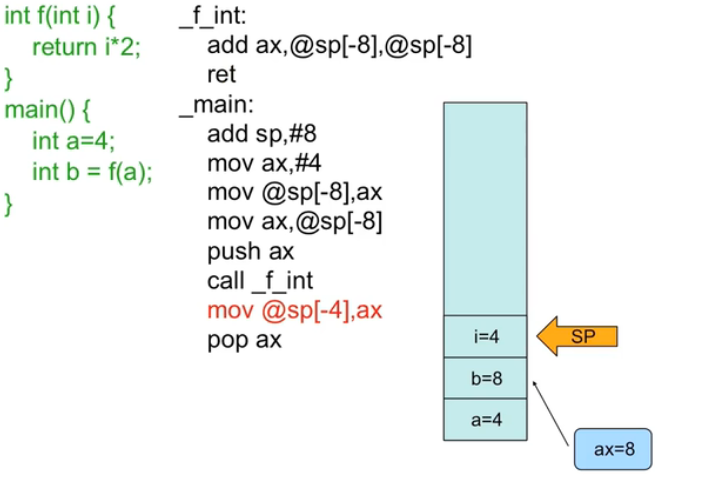 int f(int i) {
return i*2;
}
main() {
int a=4;
int b = f(a);
}
_f_int:
add ax,@sp[-8],@sp[-8]
ret
_main:
add sp,#8
mov ax,#4
mov @sp[-8],ax
mov ax,@sp[-8]
push ax
call _f_int
mov @sp[-4],ax
pop ax
i=4
SP
b=8
a=4
ax=8